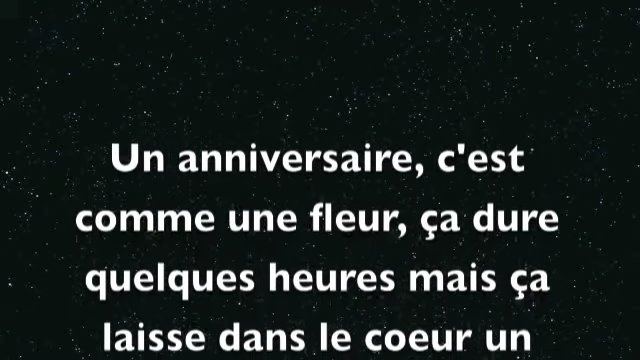 Un anniversaire, c'est
comme une fleur, ça dure
quelques heures mais ça
laisse dans le coeur un